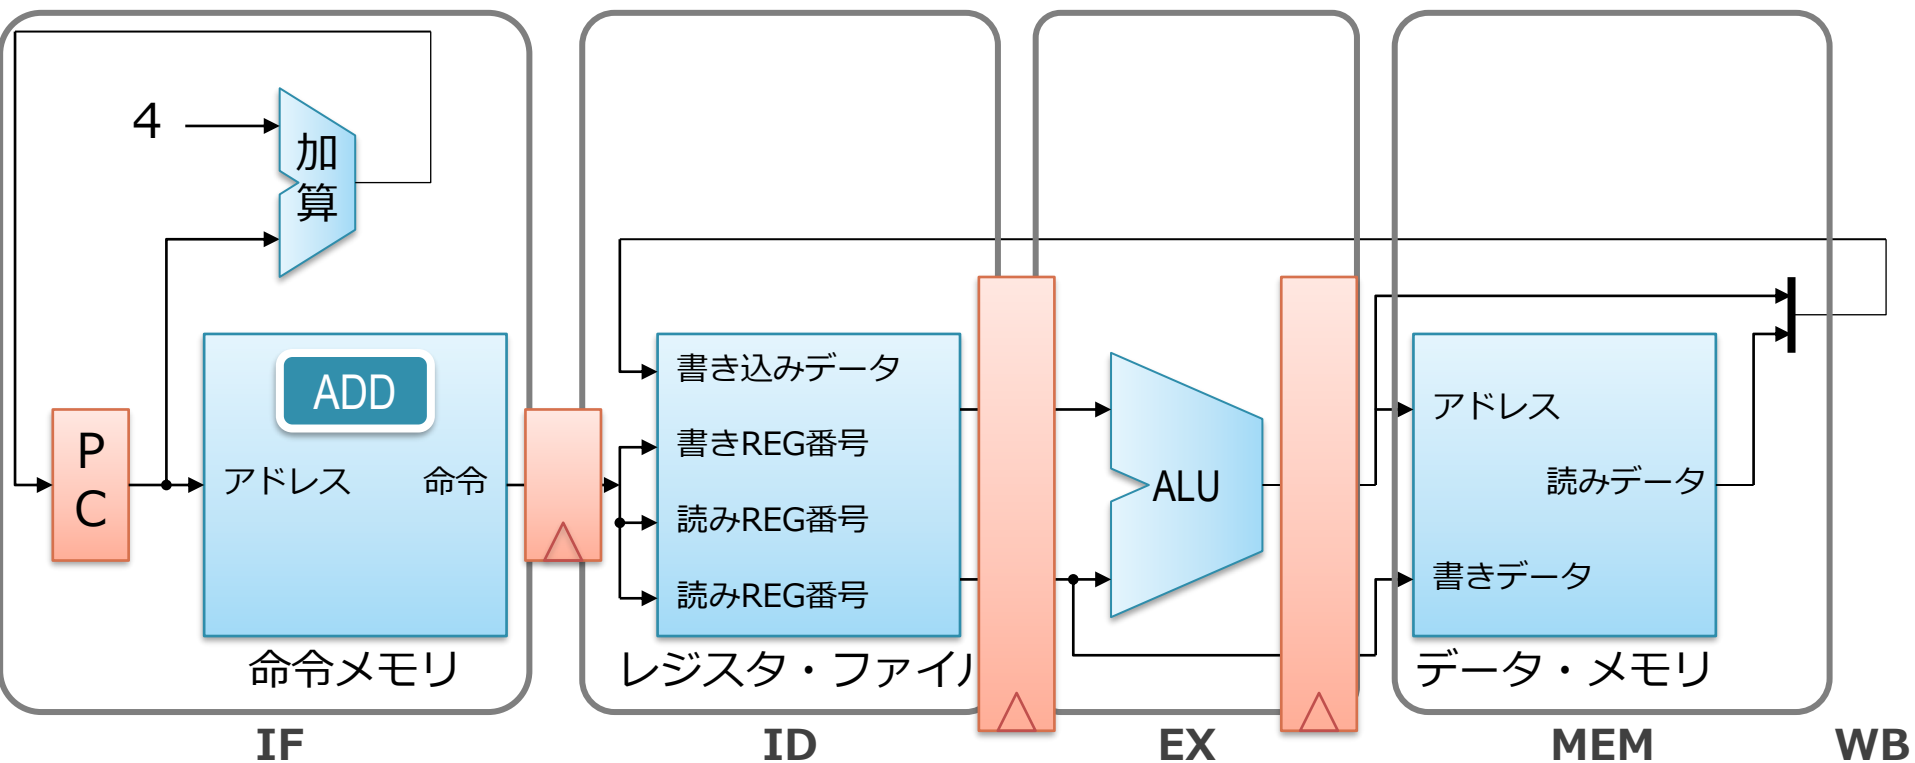 4
加
算
ADD
P
C
アドレス
命令
命令メモリ
書き込みデータ
書きREG番号
読みREG番号
読みREG番号
レジスタ・ファイル
ALU
アドレス
読みデータ
書きデータ
データ・メモリ
IF
ID
EX
MEM
WB